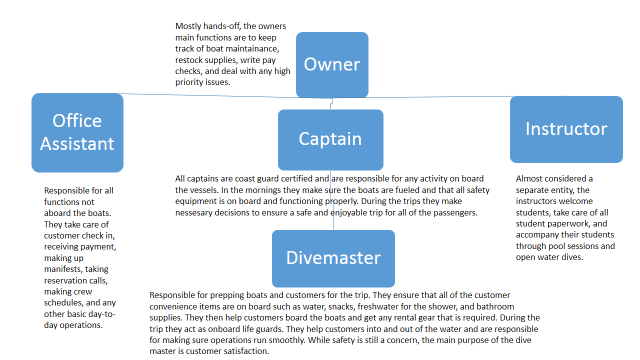 Mostly hands-off, the owners
main functions are to keep
track of boat maintainance,
restock supplies, write pay
checks, and deal with any high
priority issues.
Owner
Office
Assistant
Captain
Instructor
All captains are coast guard certified and are responsible for any activity on board
the vessels. In the mornings they make sure the boats are fueled and that all safety
equipment is on board and functioning properly. During the trips they make
nessesary decisions to ensure a safe and enjoyable trip for all of the passengers.
Responsible for all
functions not
aboard the boats.
They take care of
customer check in,
receiving payment,
making up
manifests, taking
reservation calls,
making crew
schedules, and any
other basic day-to-
day operations.
Almost considered a
separate entity, the
instructors welcome
students, take care of all
student paperwork, and
accompany their students
through pool sessions and
open water dives.
Divemaster
Responsible for prepping boats and customers for the trip. They ensure that all of the customer
convenience items are on board such as water, snacks, freshwater for the shower, and bathroom
supplies. They then help customers board the boats and get any rental gear that is required. During the
trip they act as onboard life guards. They help customers into and out of the water and are responsible
for making sure operations run smoothly. While safety is still a concern, the main purpose of the dive
master is customer satisfaction.